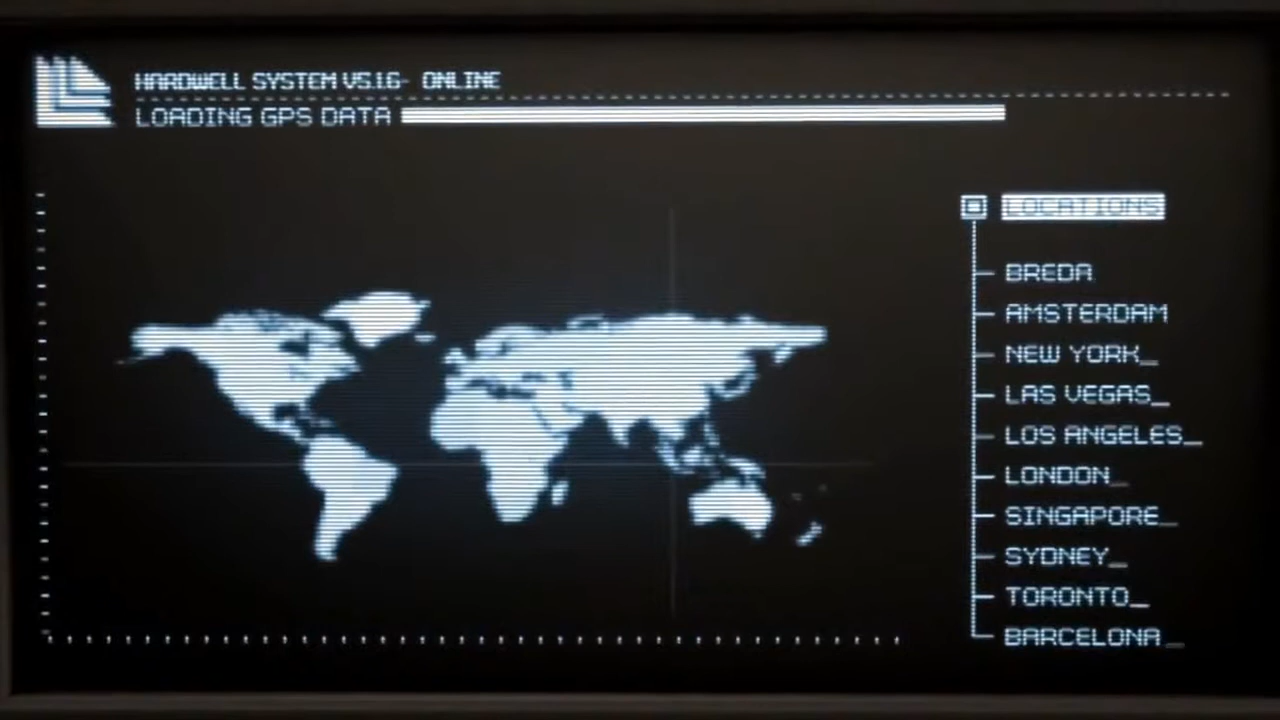 HARDWELL SYSTEM V5.1.6- ONLINE
LOADING GPS DATA
LOCATIONS
BREDA
AMSTERDAM
NEW YORK_
LAS VEGAS_
LOS ANGELES_
LONDON_
SINGAPORE_
SYDNEY_
TORONTO_
BARCELONA_